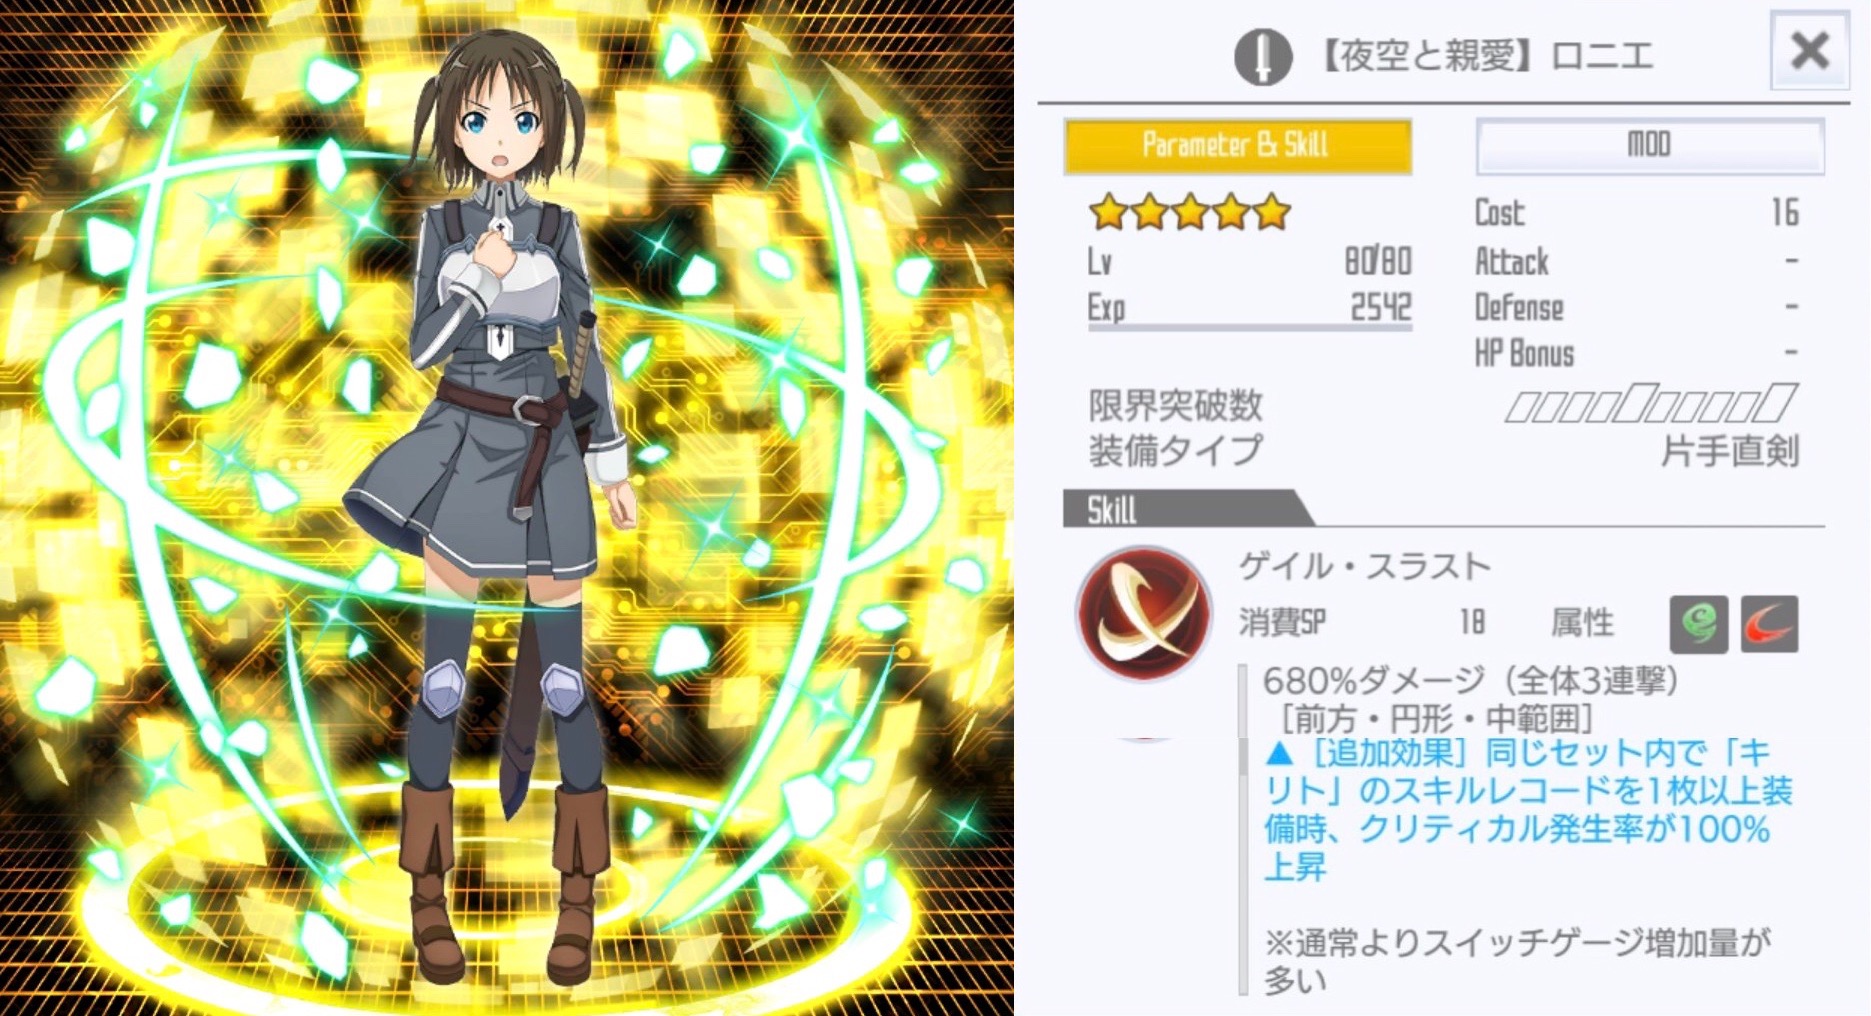 【夜空と親愛】ロニエ
Parameter & Skill
MOD
Cost 16
Lv 80/80
Attack -
Exp 2542
Defense -
HP Bonus -
限界突破数
装備タイプ 片手直剣
Skill
ゲイル・スラスト
消費SP 18 属性
680%ダメージ（全体3連撃）
［前方・円形・中範囲］
▲［追加効果］同じセット内で「キ
リト」のスキルレコードを1枚以上装
備時、クリティカル発生率が100%
上昇
※通常よりスイッチゲージ増加量が
多い